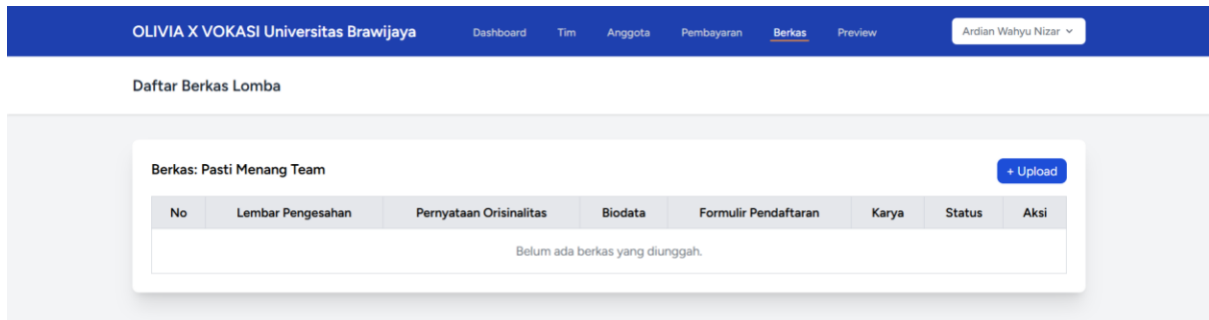 OLIVIA X VOKASI Universitas Brawijaya Dashboard Tim Anggota Pembayaran Berkas Preview Ardian Wahyu Nizar
Daftar Berkas Lomba
Berkas: Pasti Menang Team + Upload
No Lembar Pengesahan Pernyataan Orisinalitas Biodata Formulir Pendaftaran Karya Status Aksi
Belum ada berkas yang diunggah.